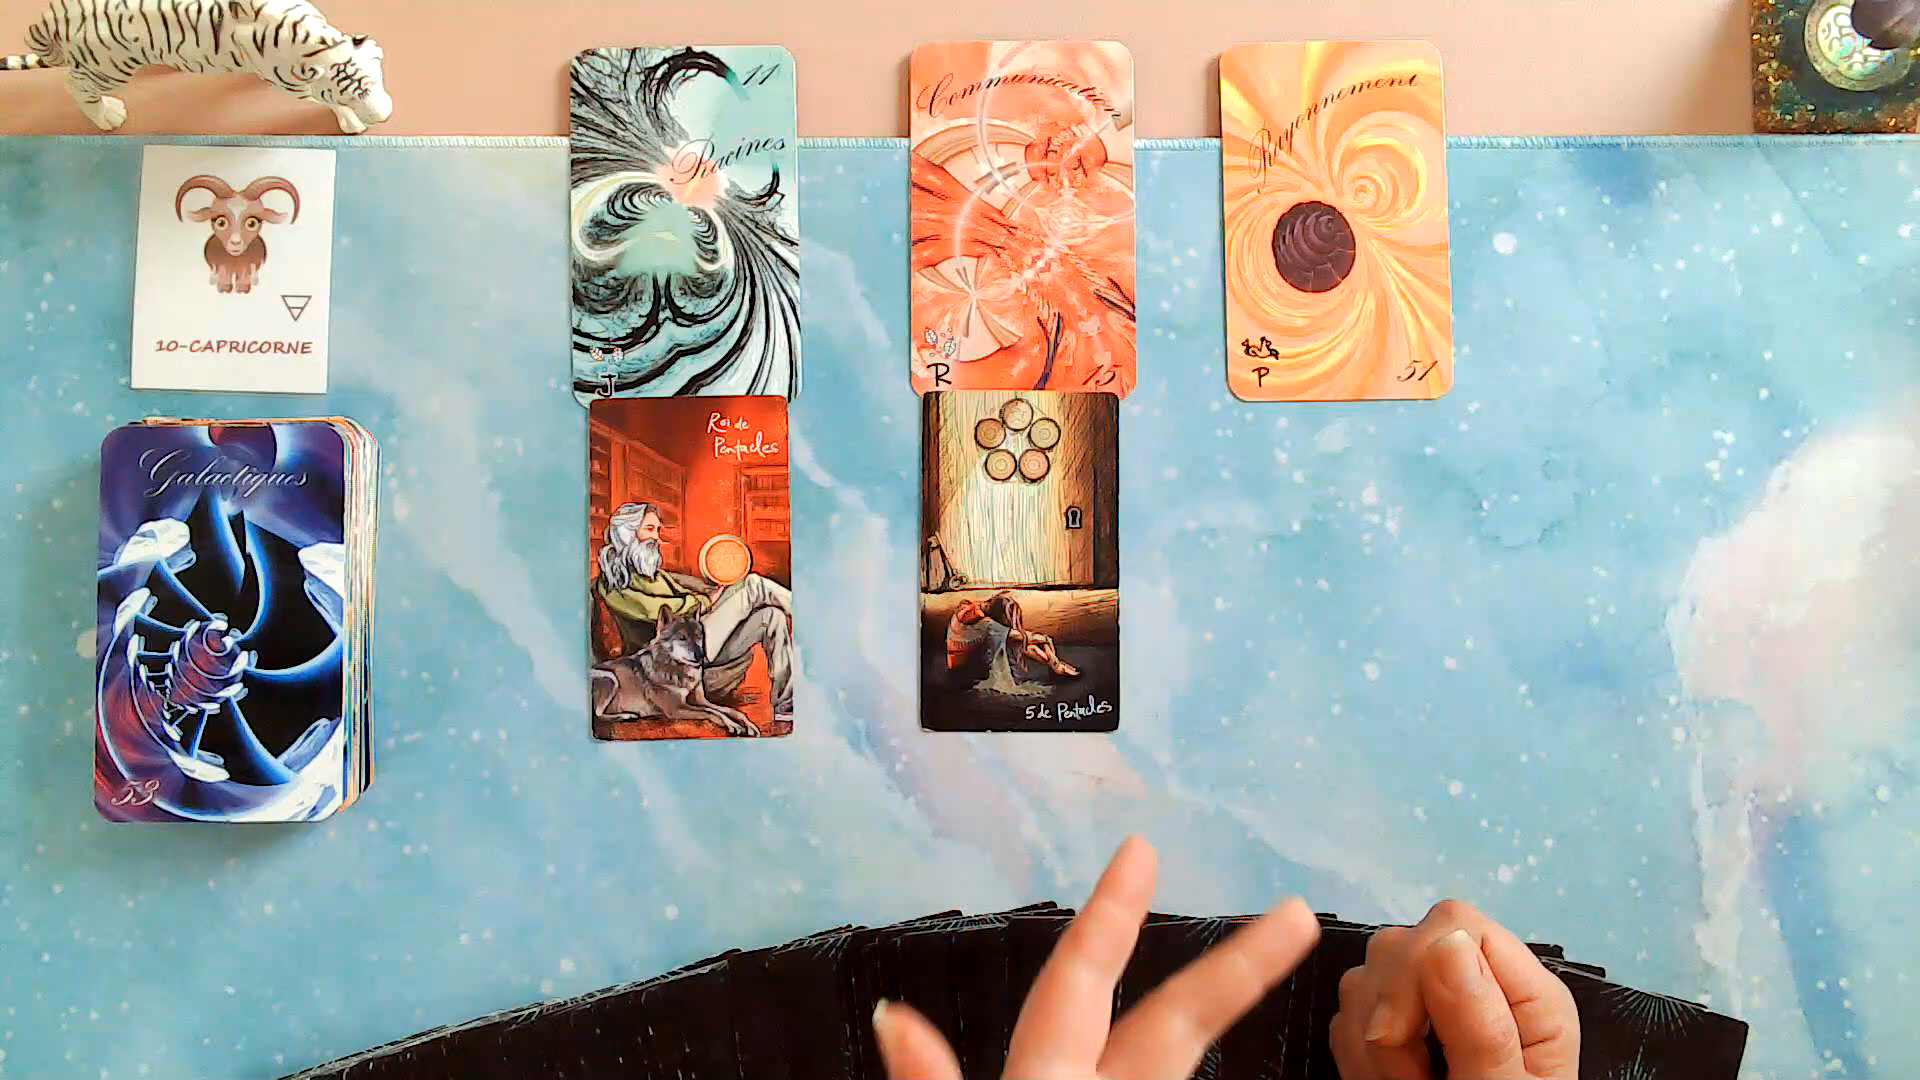 10-CAPRICORNE
Galactiques
53
11
Racines
J
Communication
R
15
Rayonnement
P
51
Roi de
Pentacles
5 de Pentacles